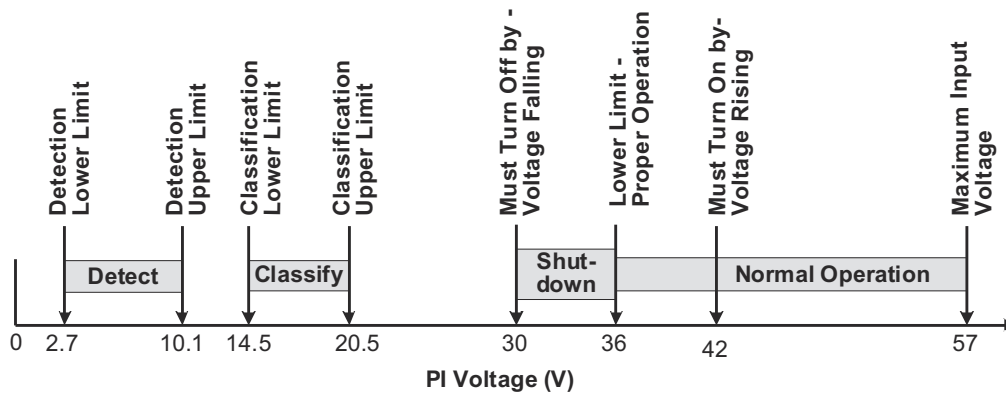 Detection
Lower Limit
Detection
Upper Limit
Classification
Lower Limit
Classification
Upper Limit
Must Turn Off by -
Voltage Falling
Lower Limit -
Proper Operation
Must Turn On by-
Voltage Rising
Maximum Input
Voltage
Detect
Classify
Shut-
down
Normal Operation
0 2.7 10.1 14.5 20.5 30 36 42 57
PI Voltage (V)